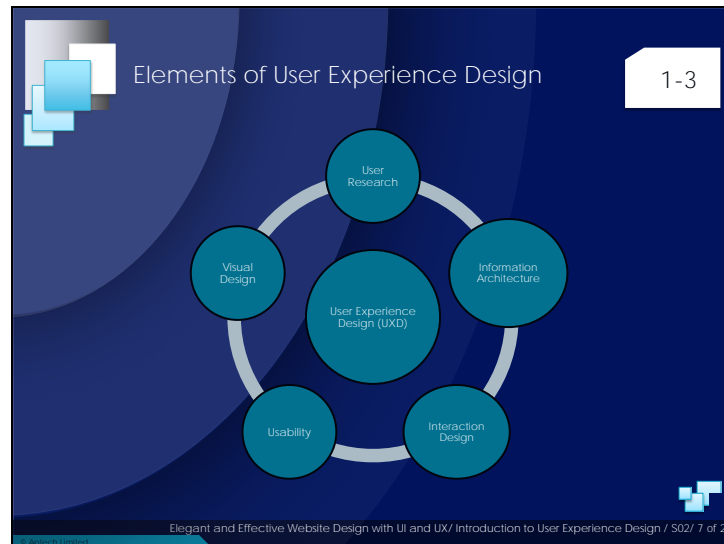 Elements of User Experience Design
1-3
User
Research
Visual
Design
Information
Architecture
User Experience
Design (UXD)
Usability
Interaction
Design
Elegant and Effective Website Design with UI and UX/ Introduction to User Experience Design / S02/ 7 of 2
© Aptech Limited